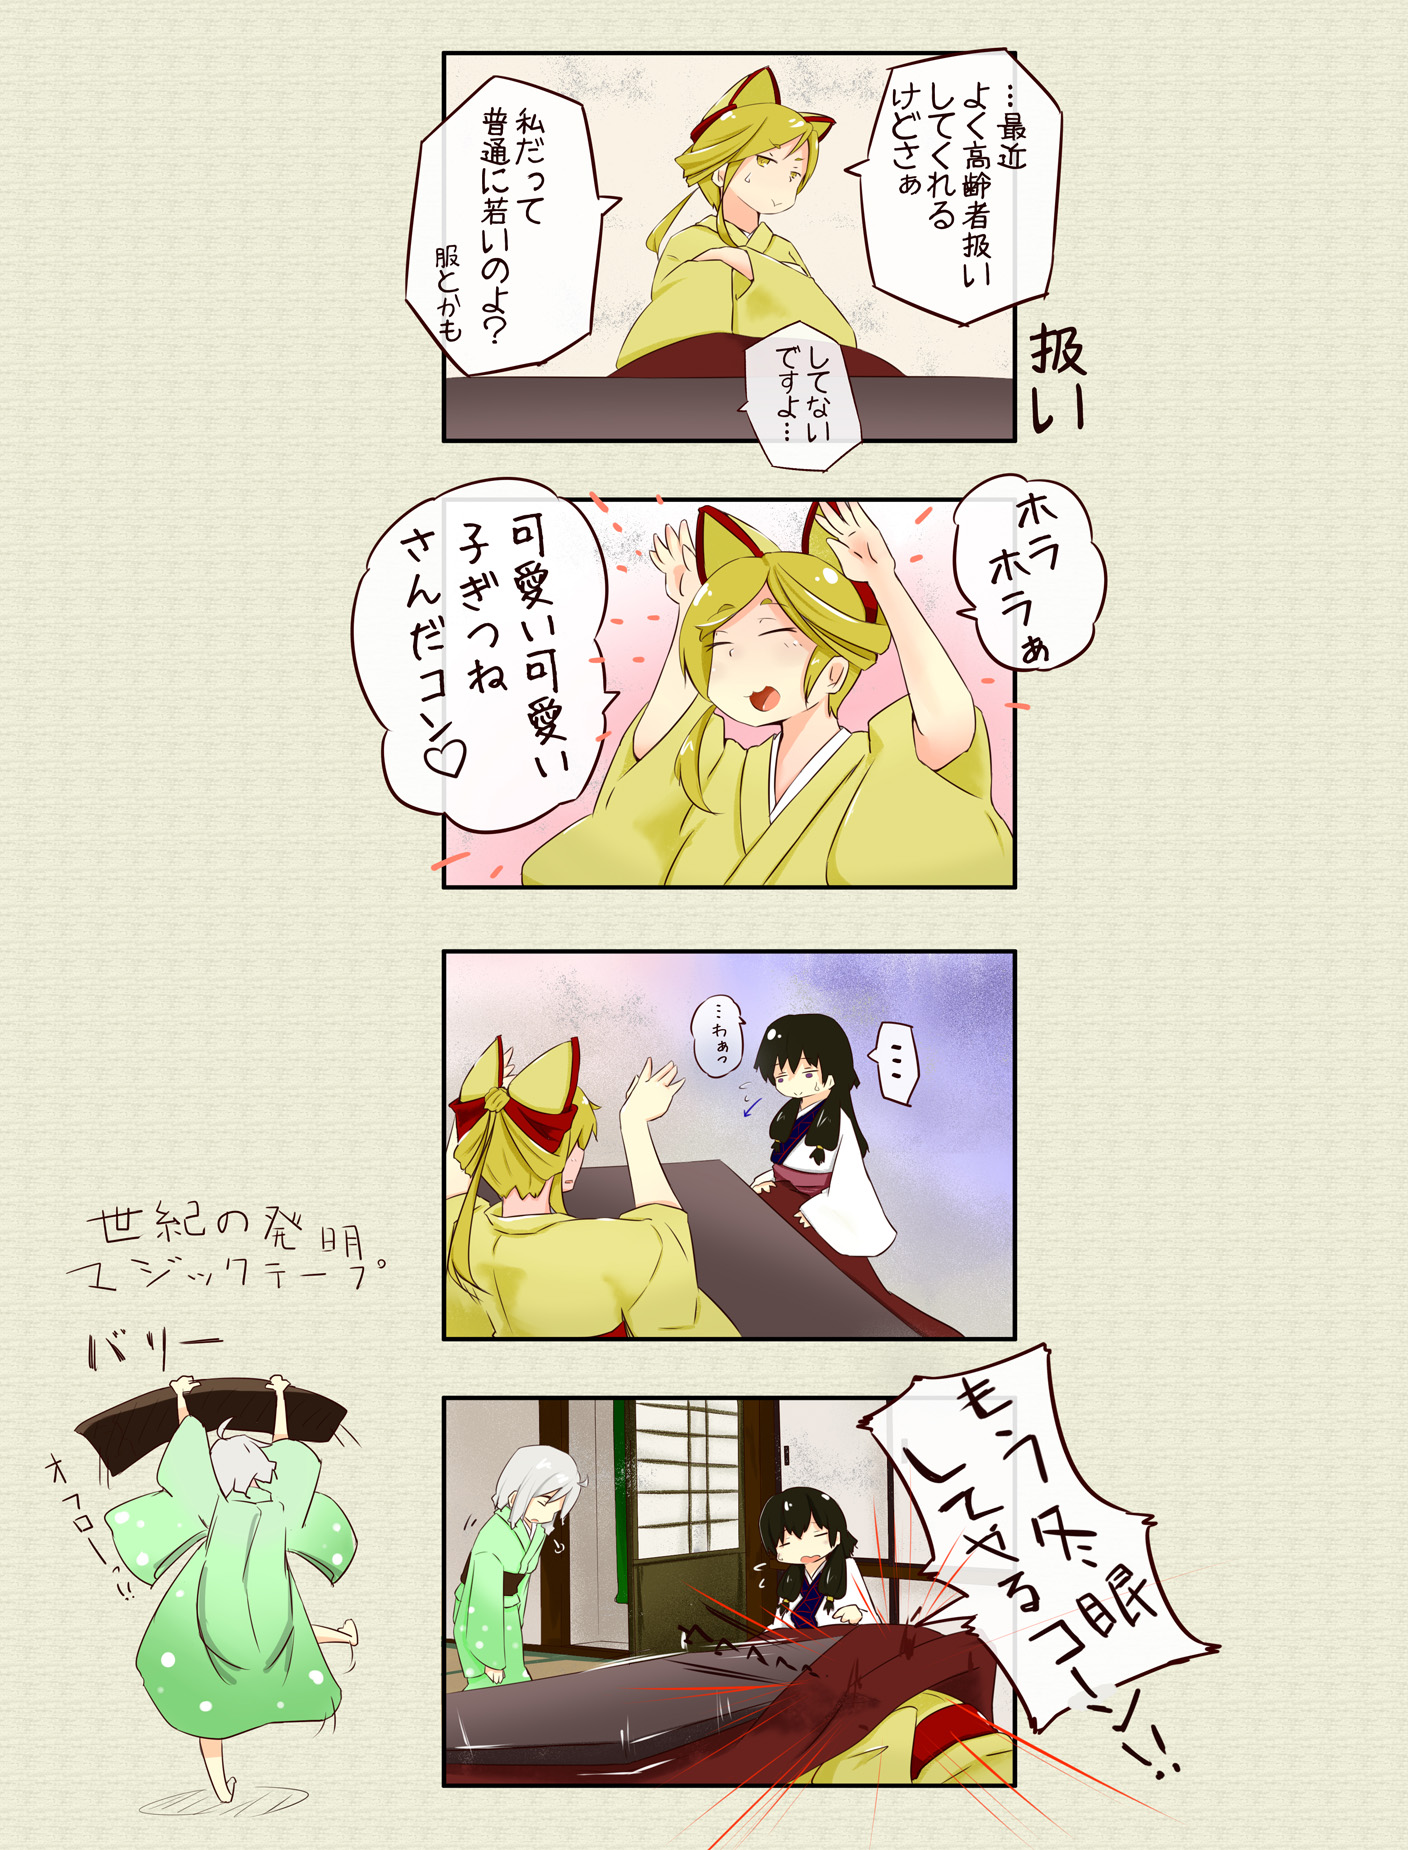 扱い
…最近
よく高齢者扱い
してくれる
けどさぁ
私だって
普通に若いのよ?
服とかも
してない
ですよ…
ホラ
ホラぁ
可愛い可愛い
子ぎつね
さんだコン♡
…
…わぁっ
もう冬眠
してやるコーン!!
世紀の発明
マジックテープ
バリー
オフロー!!